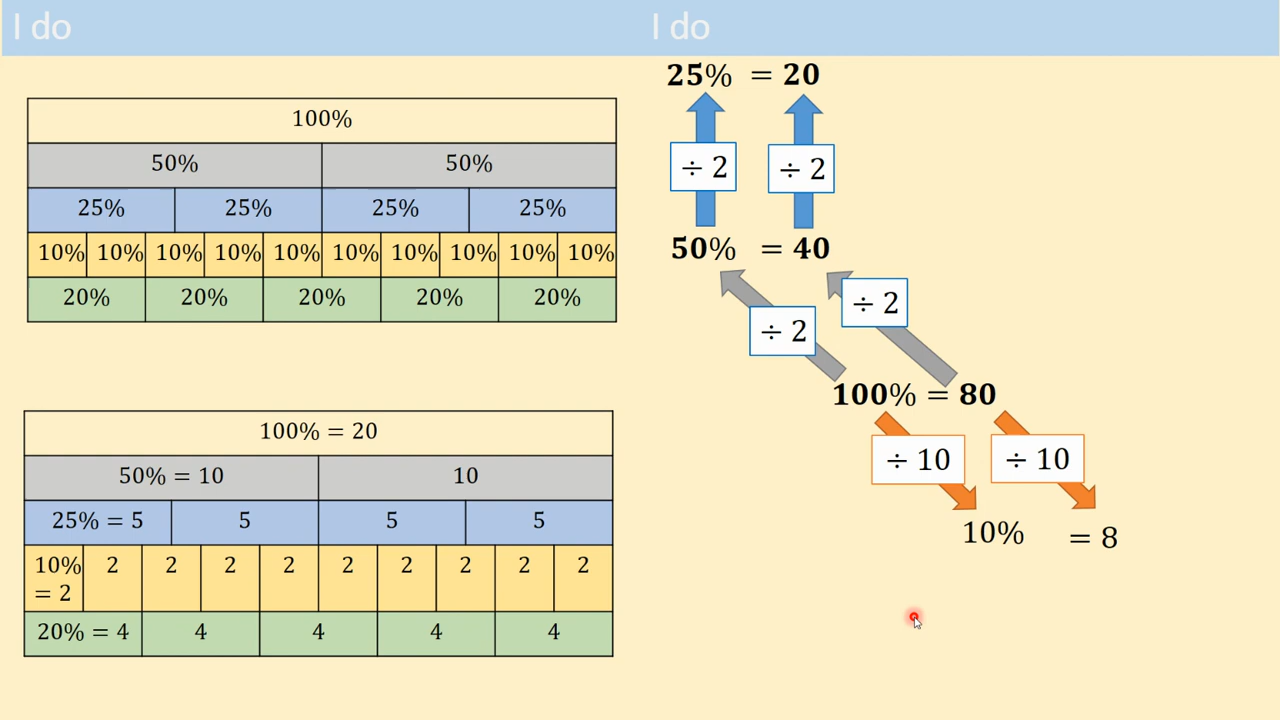 I do
100%
50% 50%
25% 25% 25% 25%
10% 10% 10% 10% 10% 10% 10% 10% 10% 10%
20% 20% 20% 20% 20%
100% = 20
50% = 10 10
25% = 5 5 5 5
10% = 2 2 2 2 2 2 2 2 2 2
20% = 4 4 4 4 4
I do
25% = 20
÷ 2 ÷ 2
50% = 40
÷ 2 ÷ 2
100% = 80
÷ 10 ÷ 10
10% = 8